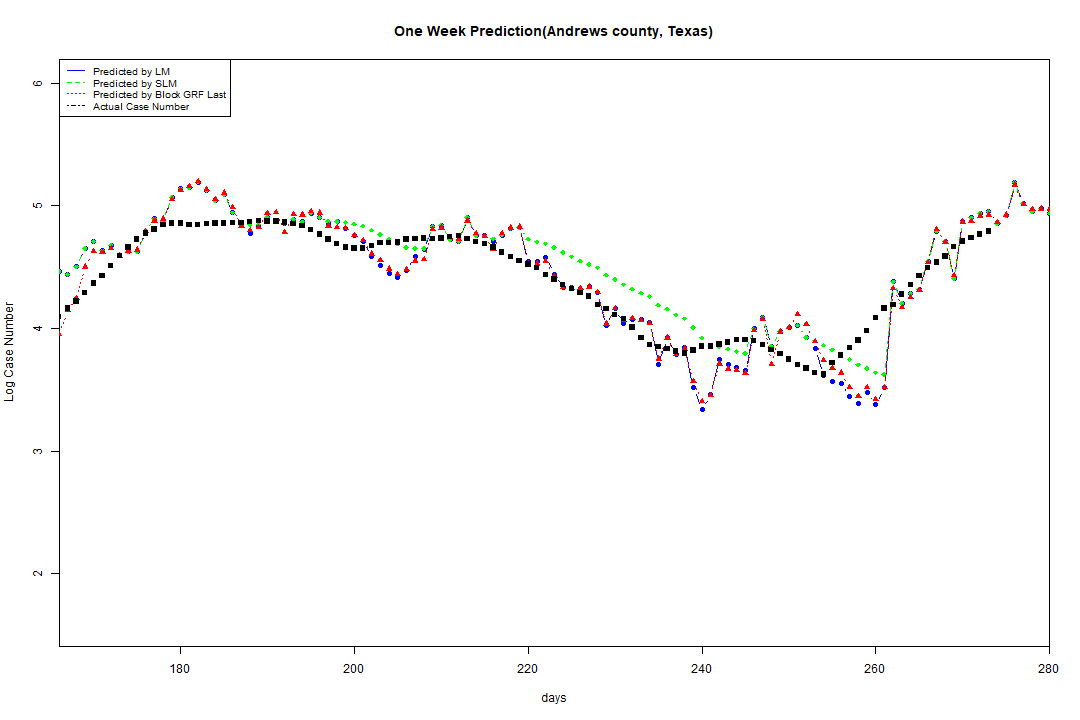 One Week Prediction(Andrews county, Texas)
Predicted by LM
Predicted by SLM
Predicted by Block GRF Last
Actual Case Number
6
5
4
3
2
Log Case Number
180 200 220 240 260 280
days